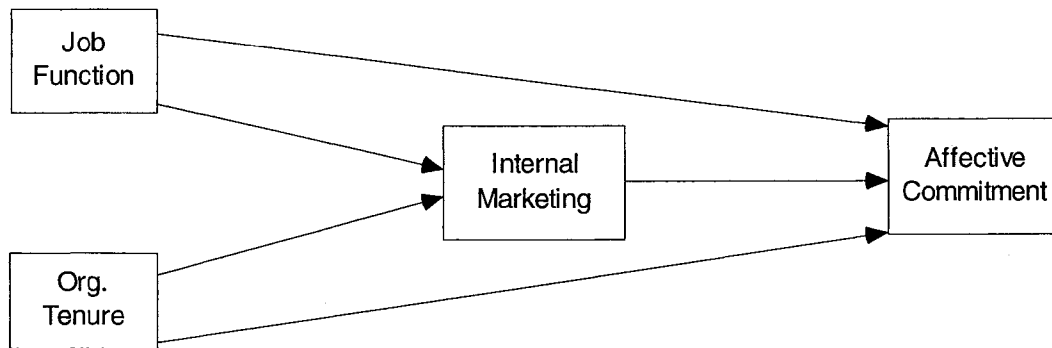 Job
Function
Internal
Marketing
Affective
Commitment
Org.
Tenure